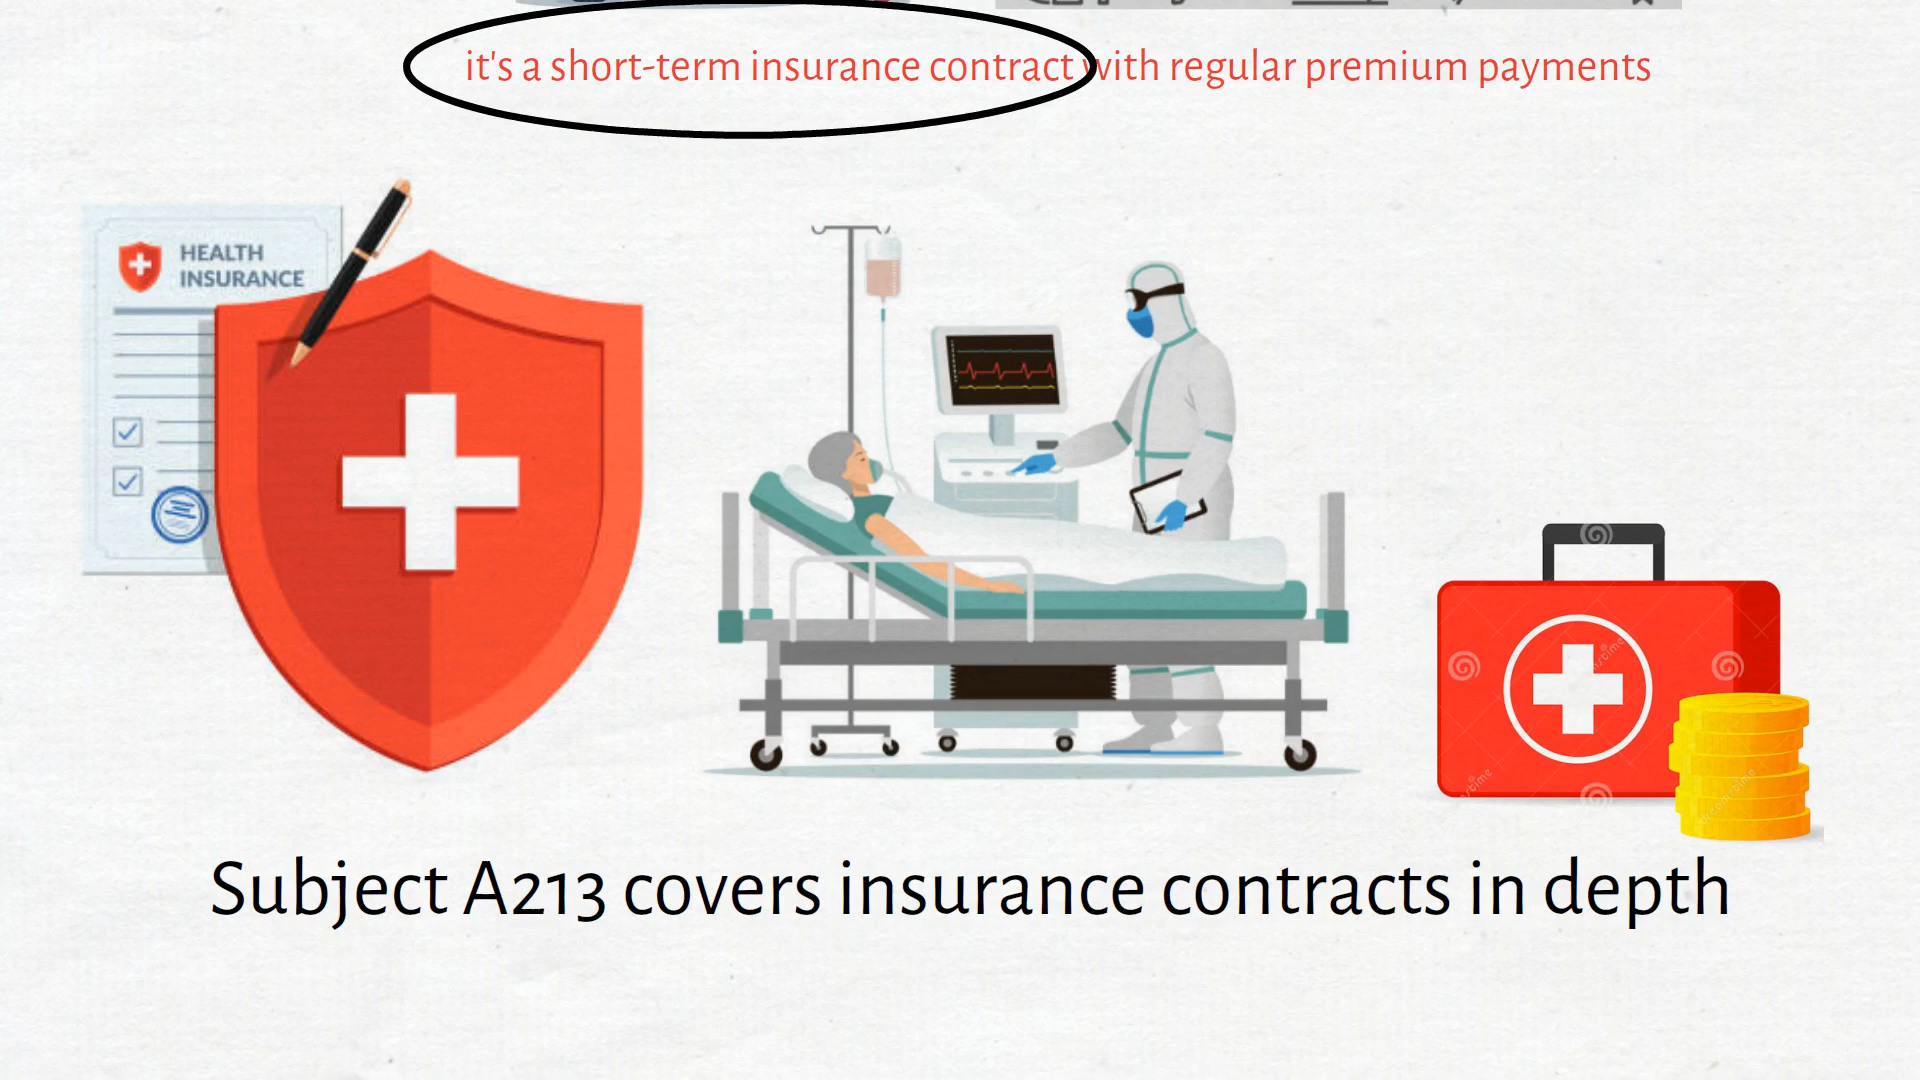 it's a short-term insurance contract with regular premium payments
HEALTH
INSURANCE
Subject A213 covers insurance contracts in depth